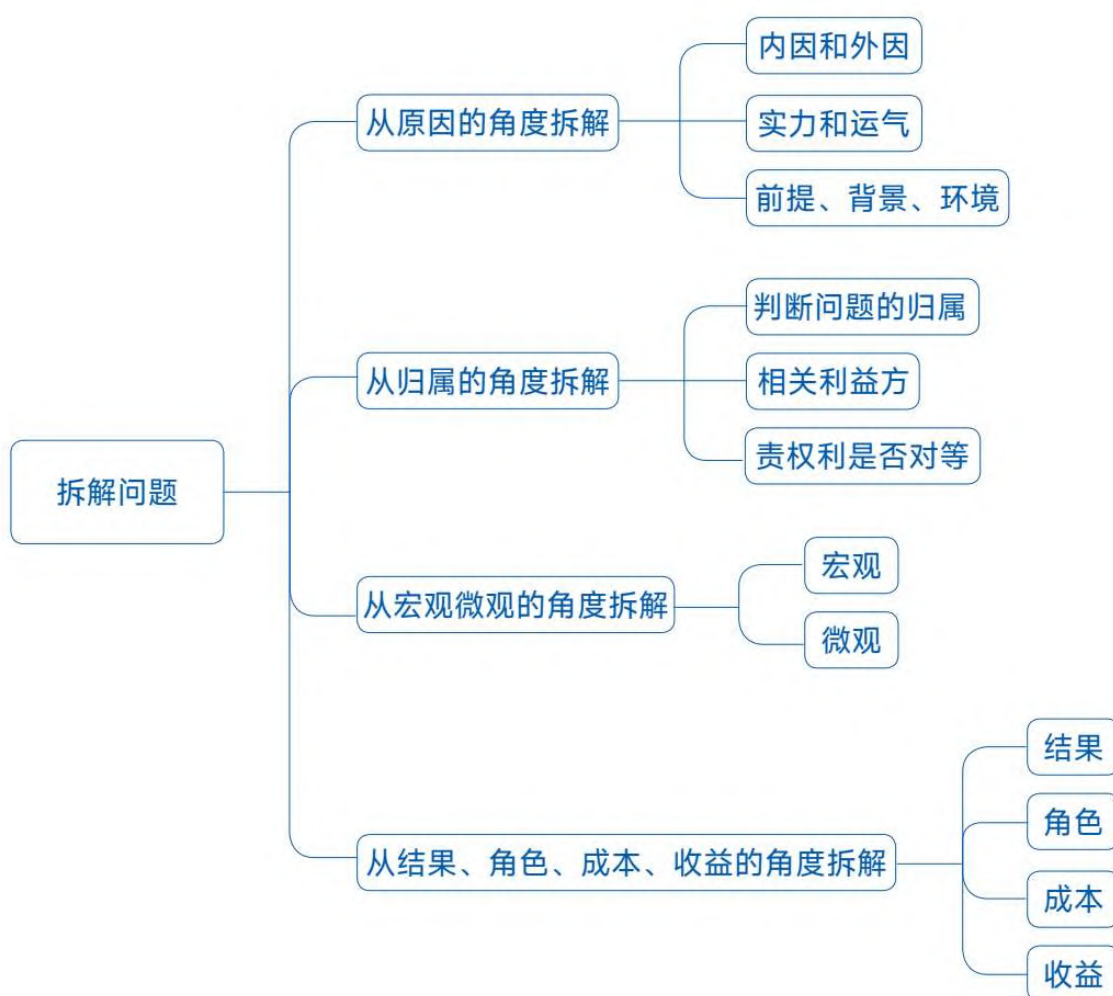 拆解问题
从原因的角度拆解
内因和外因
实力和运气
前提、背景、环境
从归属的角度拆解
判断问题的归属
相关利益方
责权利是否对等
从宏观微观的角度拆解
宏观
微观
从结果、角色、成本、收益的角度拆解
结果
角色
成本
收益